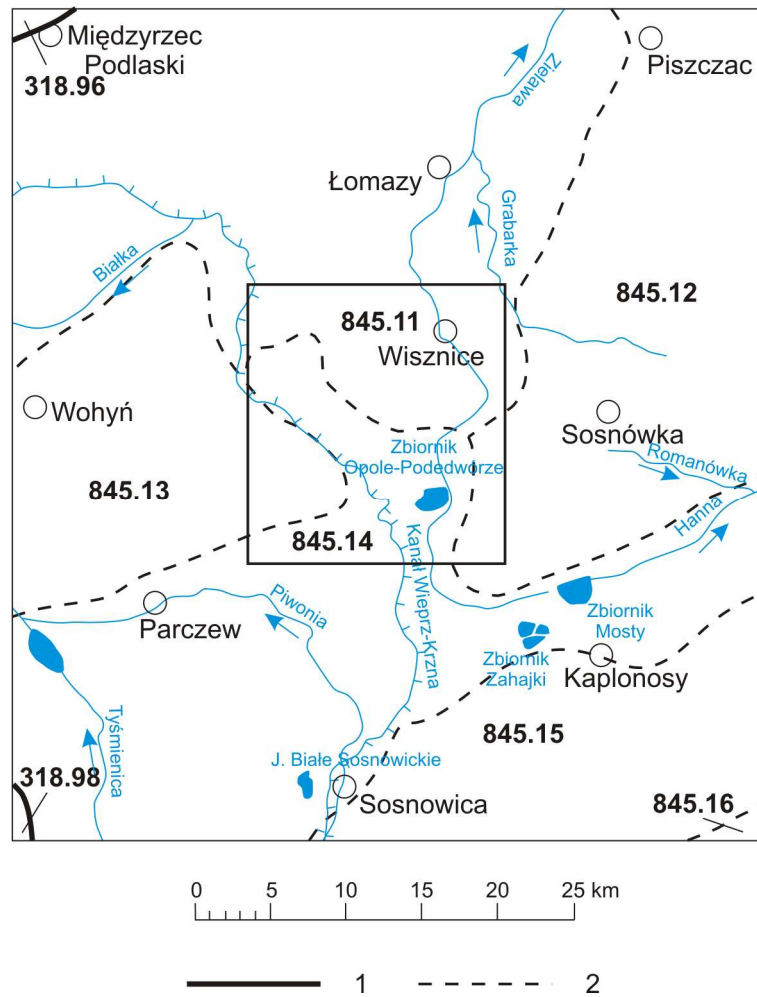 Międzyrzec
Podlaski
318.96
Piszczac
Zielawa
Łomazy
Grabarka
Białka
845.12
845.11
Wisznice
Wohyń
Sosnówka
Zbiornik
Opole-Podedwórze
Romanówka
845.13
Hanna
845.14
Kanał Wieprz-Krzna
Piwonia
Parczew
Zbiornik
Mosty
Zbiornik
Zahajki
Kaplonosy
Tyśmienica
845.15
J. Białe Sosnowickie
318.98
Sosnowica
845.16
0 5 10 15 20 25 km
1 2